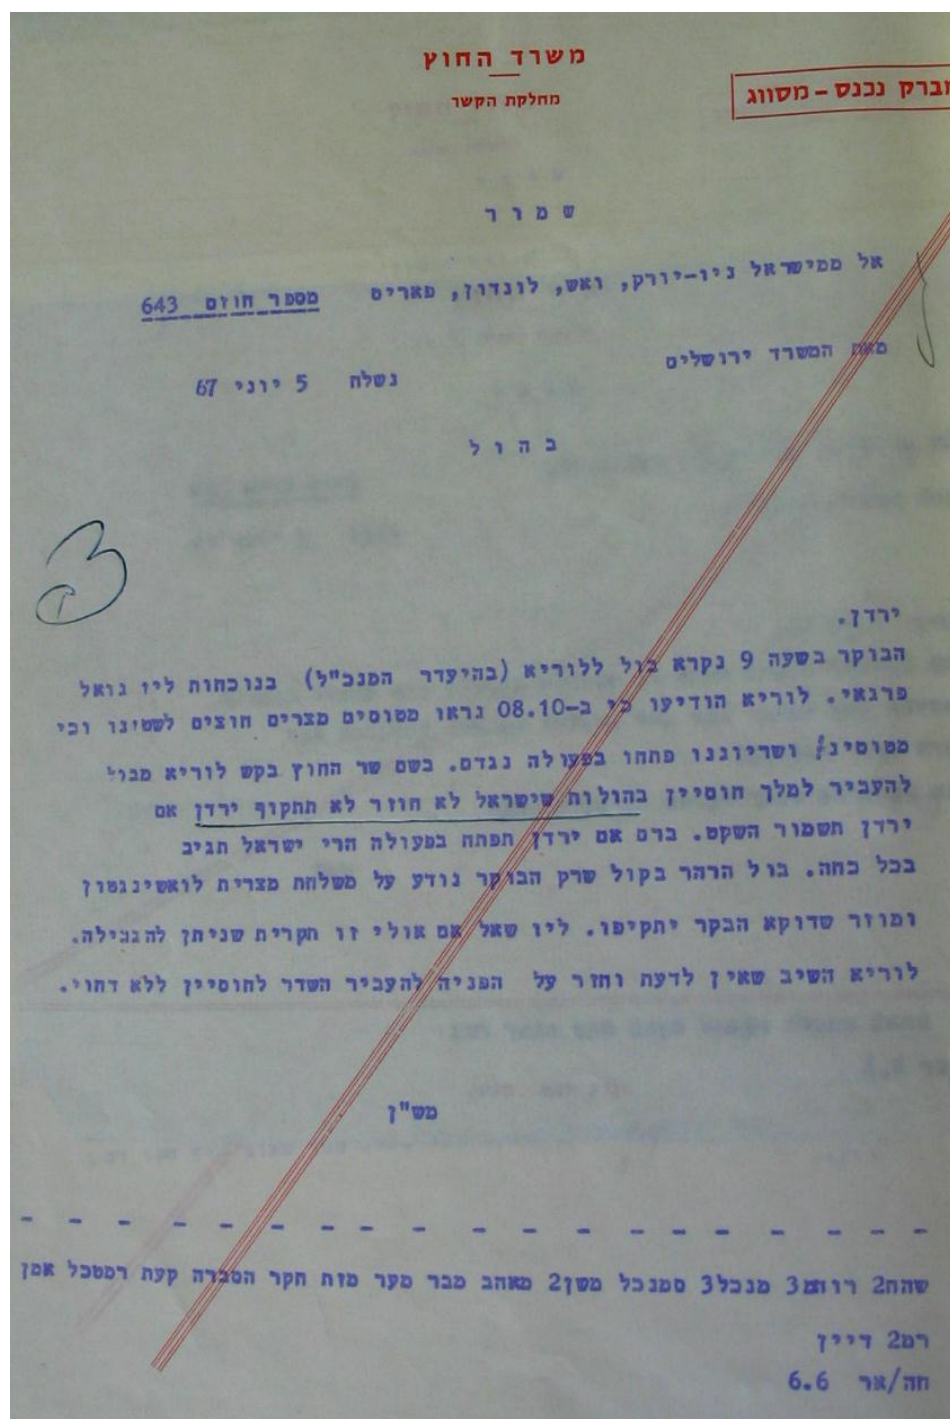 משרד החוץ
מחלקת הקשר
מברק נכנס - מסווג
שמור
אל ממישראל ניו-יורק, ואש, לונדון, פאריס מספר חוזם 643
מאת המשרד ירושלים
נשלח 5 יוני 67
בהול
ירדן.
הבוקר בשעה 9 נקרא בול ללוריא (בהיעדר המנכ"ל) בנוכחות ליו גואל
פרגאי. לוריא הודיעו כי ב-08.10 נראו מטוסים מצרים חוצים לשטינו וכי
מטוסינו ושריוננו פתחו בפעולה נגדם. בשם שר החוץ בקש לוריא מבול
להעביר למלך חוסיין בהולות שישראל לא חוזר לא תתקוף ירדן אם
ירדן תשמור השקט. ברם אם ירדן תפתח בפעולה הרי ישראל תגיב
בכל כחה. בול הרהר בקול שרק הבוקר נודע על משלחת מצרית לואשינגטון
ומוזר שדוקא הבקר יתקיפו. ליו שאל אם אולי זו תקרית שניתן להגבילה.
לוריא השיב שאין לדעת וחזר על הפניה להעביר השדר לחוסיין ללא דחוי.
מש"ן
שהח2 רוהמ3 מנכל3 סמנכל משן2 מאהב מבר מער מזת חקר הסברה קעת רמטכל אמן
רמ2 דיין
חה/אר 6.6